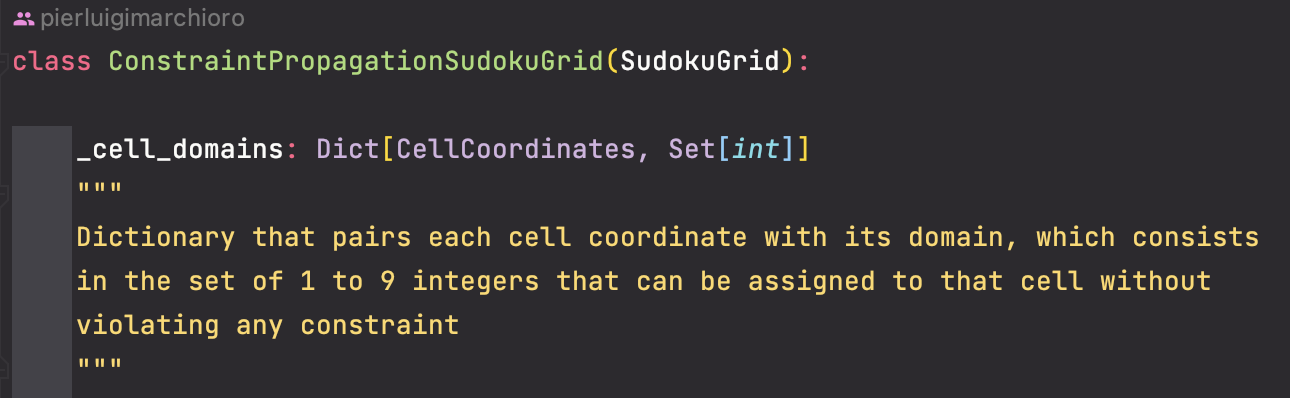 pierluigimarchioro
class ConstraintPropagationSudokuGrid(SudokuGrid):
_cell_domains: Dict[CellCoordinates, Set[int]]
"""
Dictionary that pairs each cell coordinate with its domain, which consists
in the set of 1 to 9 integers that can be assigned to that cell without
violating any constraint
"""